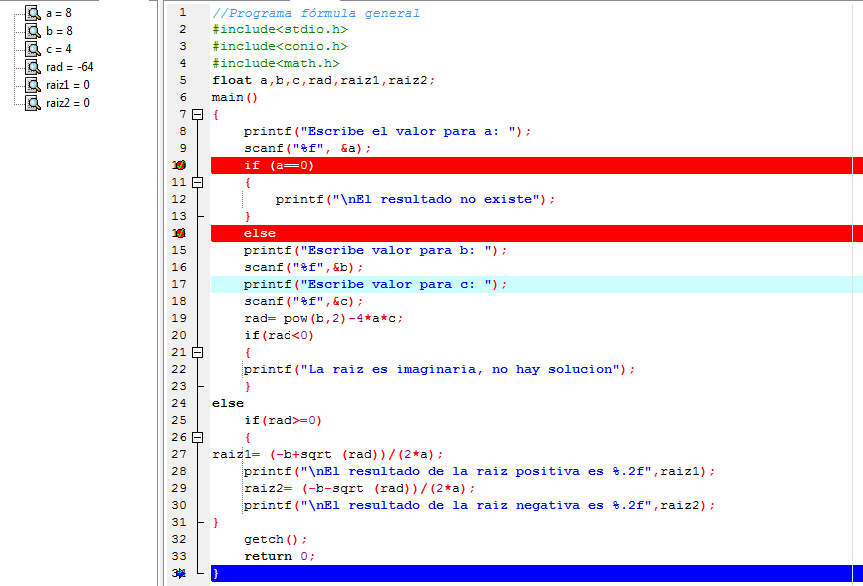 a = 8
b = 8
c = 4
rad = -64
raiz1 = 0
raiz2 = 0
1 //Programa fórmula general
2 #include<stdio.h>
3 #include<conio.h>
4 #include<math.h>
5 float a,b,c,rad,raiz1,raiz2;
6 main()
7 {
8 printf("Escribe el valor para a: ");
9 scanf("%f", &a);
10 if (a==0)
11 {
12 printf("\nEl resultado no existe");
13 }
14 else
15 printf("Escribe valor para b: ");
16 scanf("%f",&b);
17 printf("Escribe valor para c: ");
18 scanf("%f",&c);
19 rad= pow(b,2)-4*a*c;
20 if(rad<0)
21 {
22 printf("La raiz es imaginaria, no hay solucion");
23 }
24 else
25 if(rad>=0)
26 {
27 raiz1= (-b+sqrt (rad))/(2*a);
28 printf("\nEl resultado de la raiz positiva es %.2f",raiz1);
29 raiz2= (-b-sqrt (rad))/(2*a);
30 printf("\nEl resultado de la raiz negativa es %.2f",raiz2);
31 }
32 getch();
33 return 0;
34 }